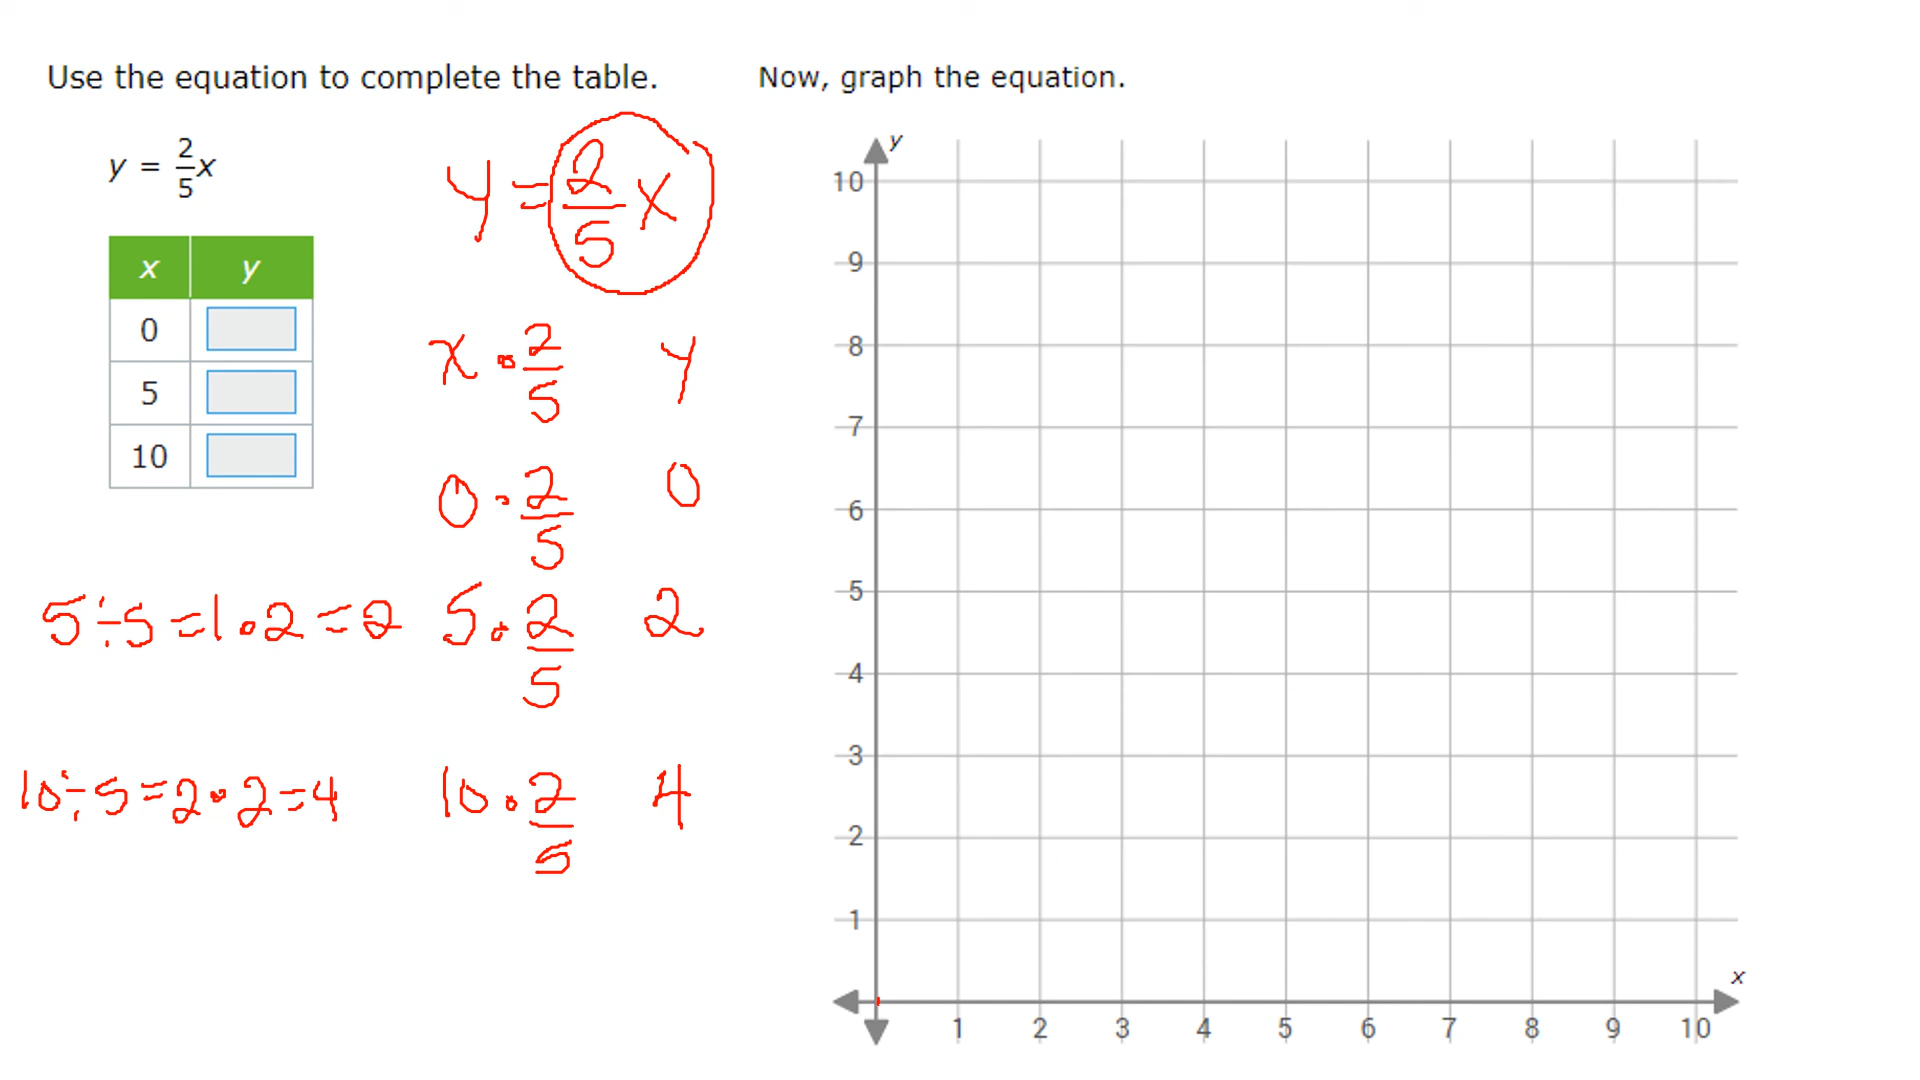 Use the equation to complete the table.
Now, graph the equation.
y = 2/5 x
y = 2/5 x
x y
0
5
10
x · 2/5 y
0 · 2/5 0
5 ÷ 5 = 1 · 2 = 2 5 · 2/5 2
10 ÷ 5 = 2 · 2 = 4 10 · 2/5 4
y
10
9
8
7
6
5
4
3
2
1
x
1 2 3 4 5 6 7 8 9 10